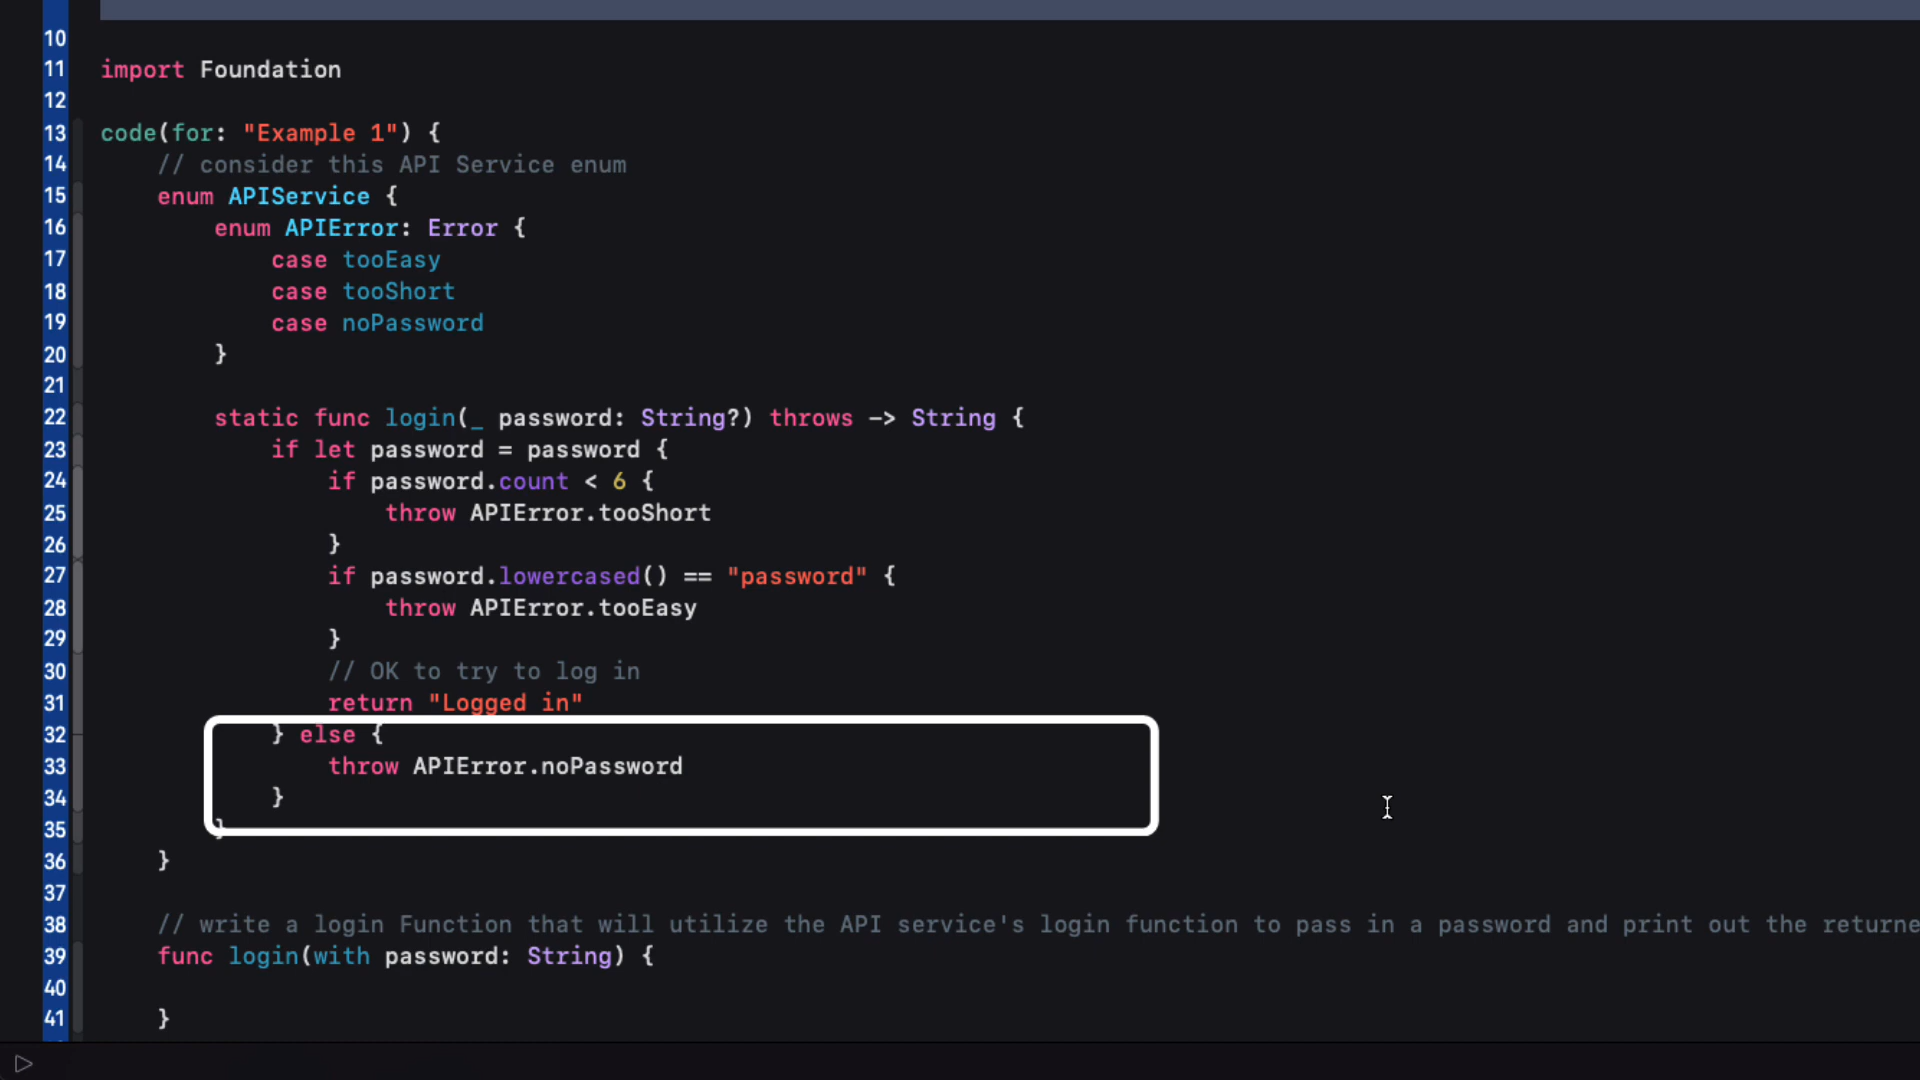 10
11 import Foundation
12
13 code(for: "Example 1") {
14     // consider this API Service enum
15     enum APIService {
16         enum APIError: Error {
17             case tooEasy
18             case tooShort
19             case noPassword
20         }
21
22         static func login(_ password: String?) throws -> String {
23             if let password = password {
24                 if password.count < 6 {
25                     throw APIError.tooShort
26                 }
27                 if password.lowercased() == "password" {
28                     throw APIError.tooEasy
29                 }
30                 // OK to try to log in
31                 return "Logged in"
32             } else {
33                 throw APIError.noPassword
34             }
35         }
36     }
37
38     // write a login Function that will utilize the API service's login function to pass in a password and print out the returne
39     func login(with password: String) {
40
41     }